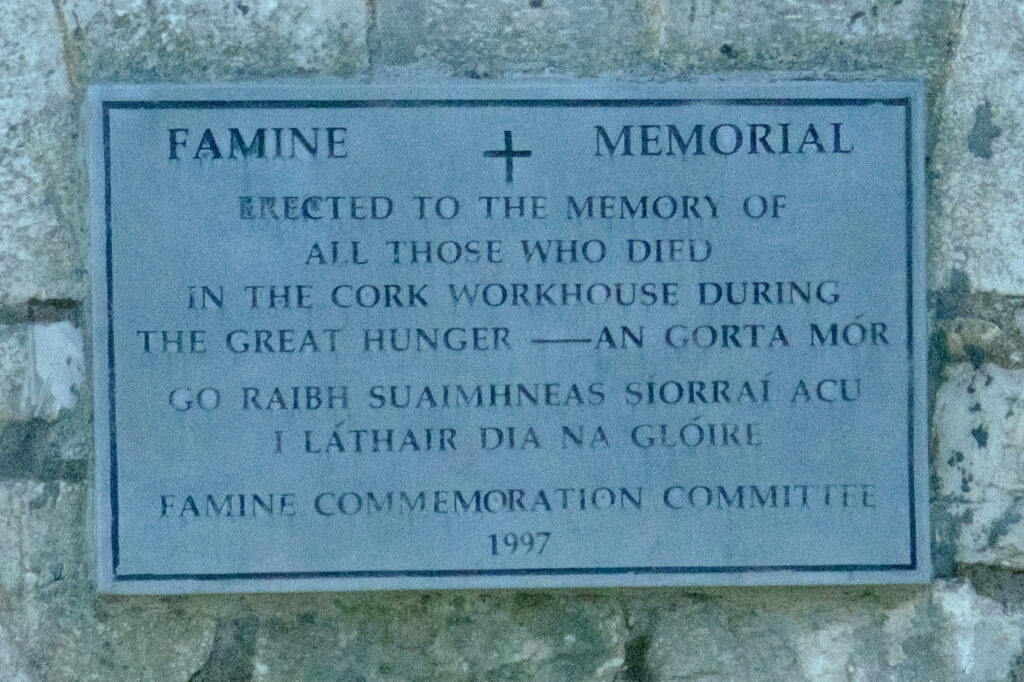 FAMINE MEMORIAL
ERECTED TO THE MEMORY OF
ALL THOSE WHO DIED
IN THE CORK WORKHOUSE DURING
THE GREAT HUNGER —AN GORTA MÓR
GO RAIBH SUAIMHNEAS SÍORRAÍ ACU
I LÁTHAIR DIA NA GLÓIRE
FAMINE COMMEMORATION COMMITTEE
1997